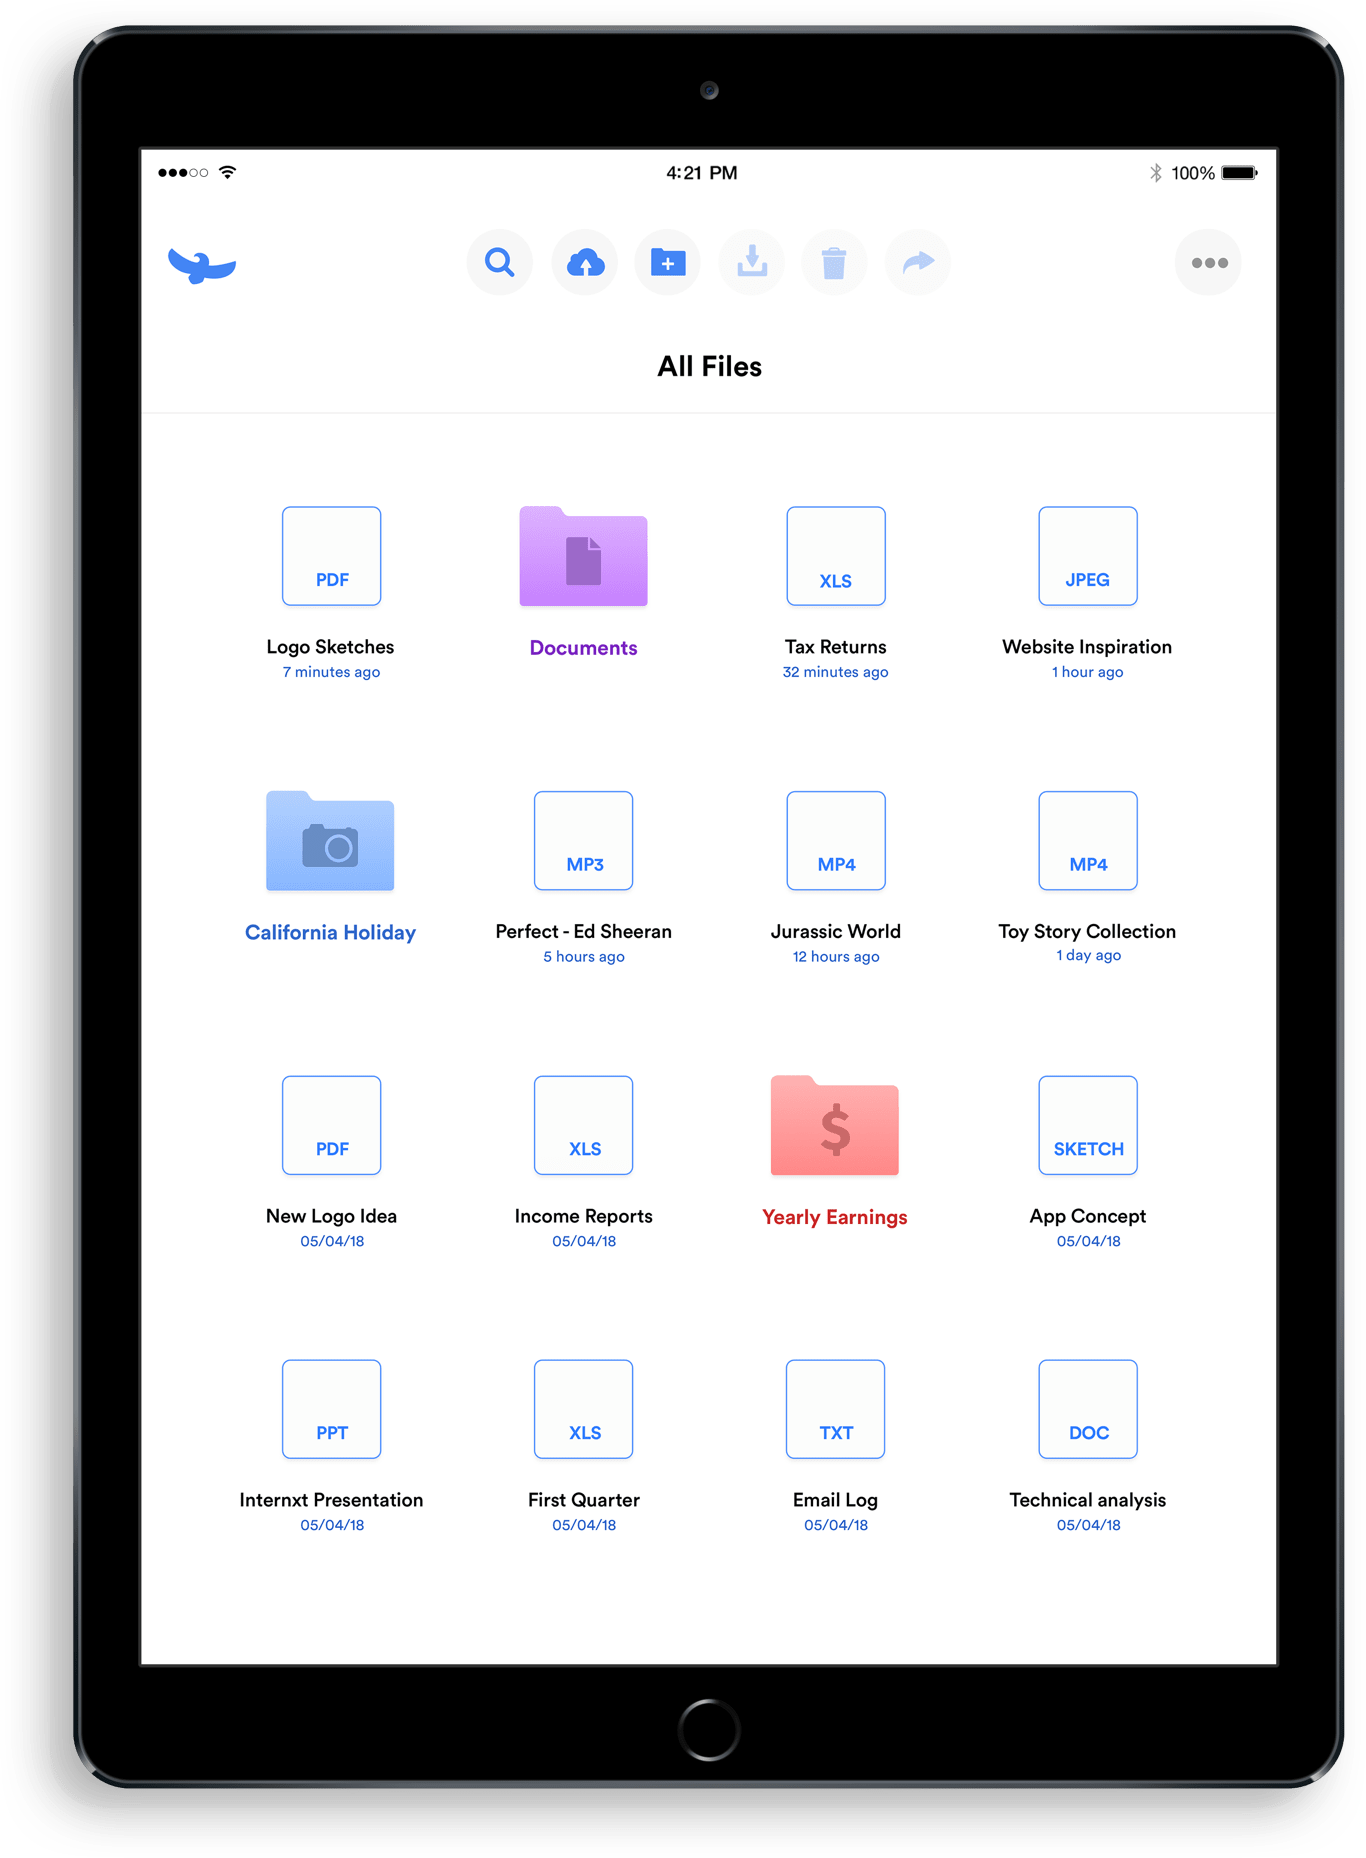 4:21 PM
100%
All Files
PDF
XLS
JPEG
Logo Sketches
Documents
Tax Returns
Website Inspiration
7 minutes ago
32 minutes ago
1 hour ago
MP3
MP4
MP4
California Holiday
Perfect - Ed Sheeran
Jurassic World
Toy Story Collection
5 hours ago
12 hours ago
1 day ago
PDF
XLS
$
SKETCH
New Logo Idea
Income Reports
Yearly Earnings
App Concept
05/04/18
05/04/18
05/04/18
PPT
XLS
TXT
DOC
Internxt Presentation
First Quarter
Email Log
Technical analysis
05/04/18
05/04/18
05/04/18
05/04/18